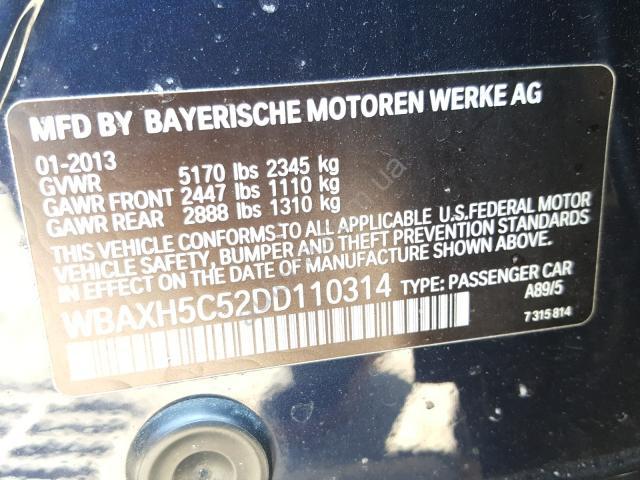 MFD BY BAYERISCHE MOTOREN WERKE AG
01-2013
GVWR 5170 lbs 2345 kg
GAWR FRONT 2447 lbs 1110 kg
GAWR REAR 2888 lbs 1310 kg
THIS VEHICLE CONFORMS TO ALL APPLICABLE U.S.FEDERAL MOTOR
VEHICLE SAFETY, BUMPER AND THEFT PREVENTION STANDARDS
IN EFFECT ON THE DATE OF MANUFACTURE SHOWN ABOVE.
WBAXH5C52DD110314 TYPE: PASSENGER CAR
A89/5
7 315 814